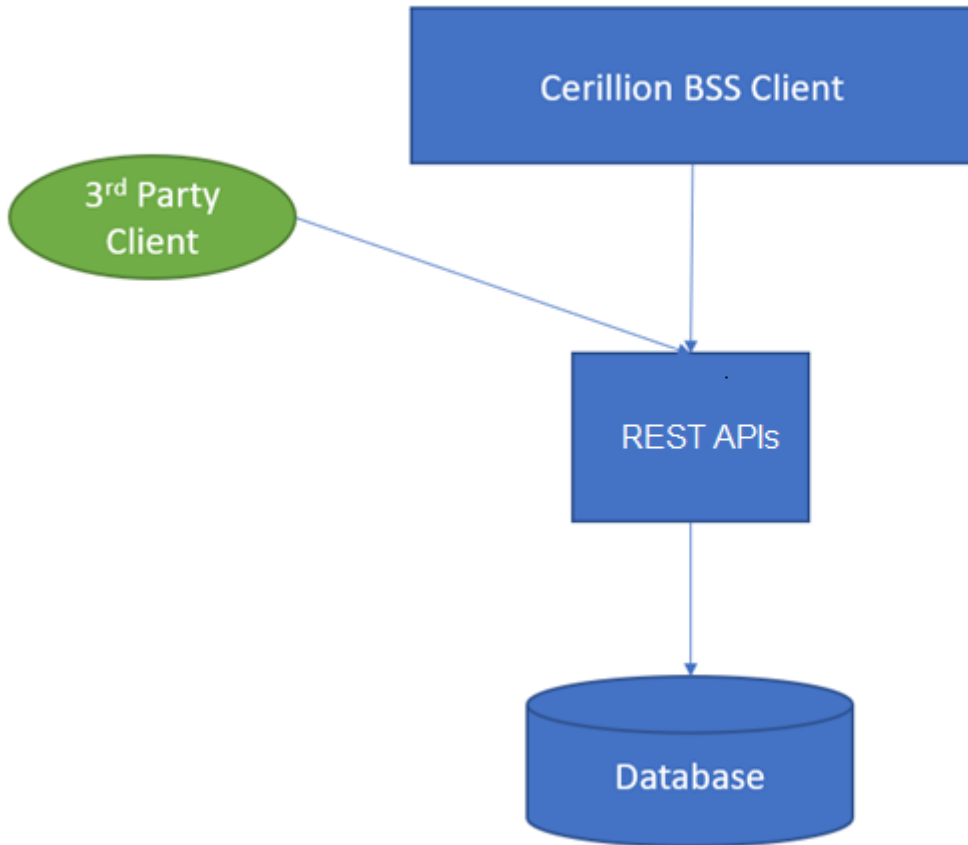 Cerillion BSS Client
3rd Party
Client
REST APIs
Database